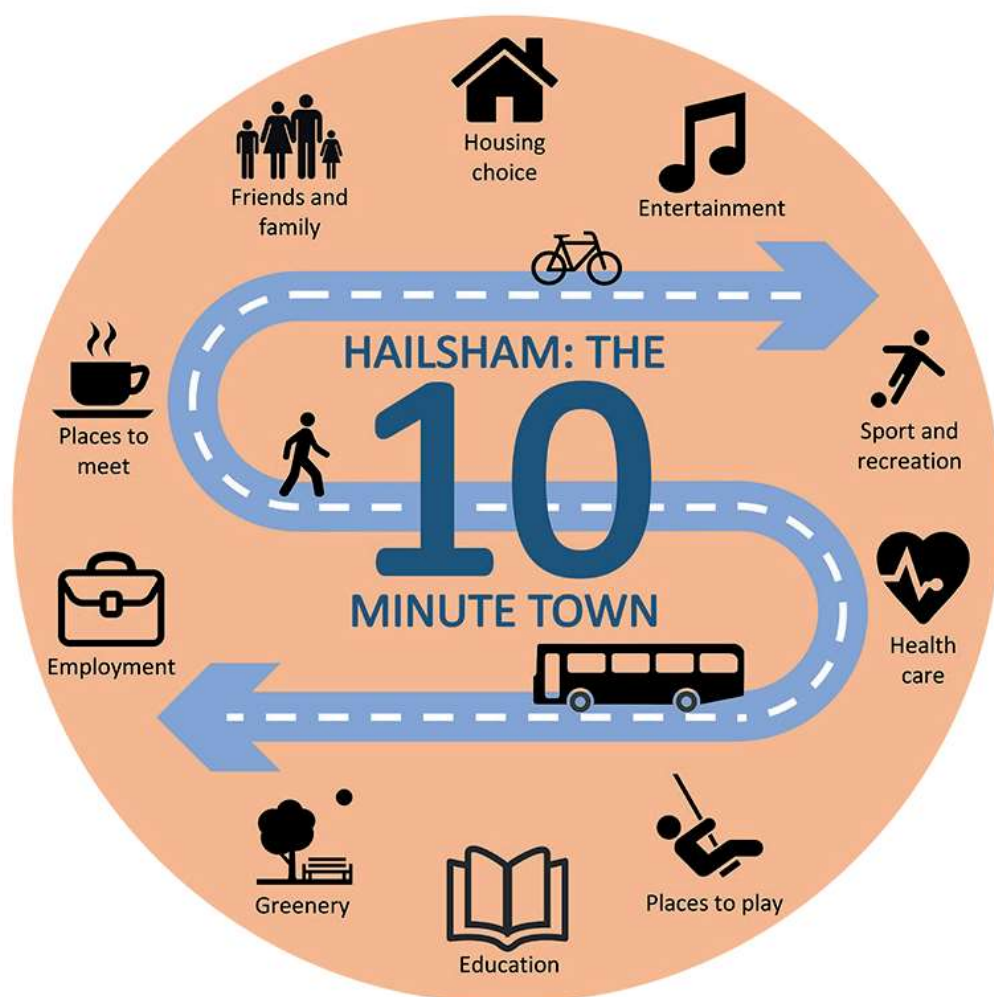 Housing
choice
Entertainment
Friends and
family
HAILSHAM: THE
10
MINUTE TOWN
Places to
meet
Sport and
recreation
Employment
Health
care
Greenery
Places to play
Education